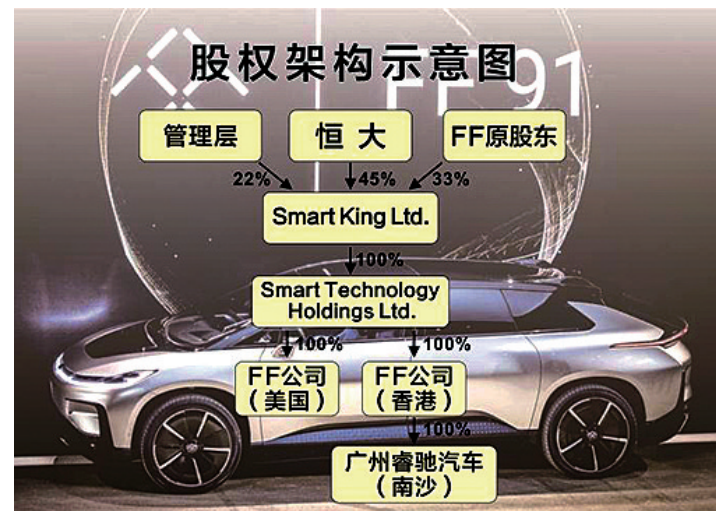 股权架构示意图
FF 91
管理层
恒大
FF原股东
22%
45%
33%
Smart King Ltd.
100%
Smart Technology
Holdings Ltd.
100%
100%
FF公司
（美国）
FF公司
（香港）
100%
广州睿驰汽车
（南沙）